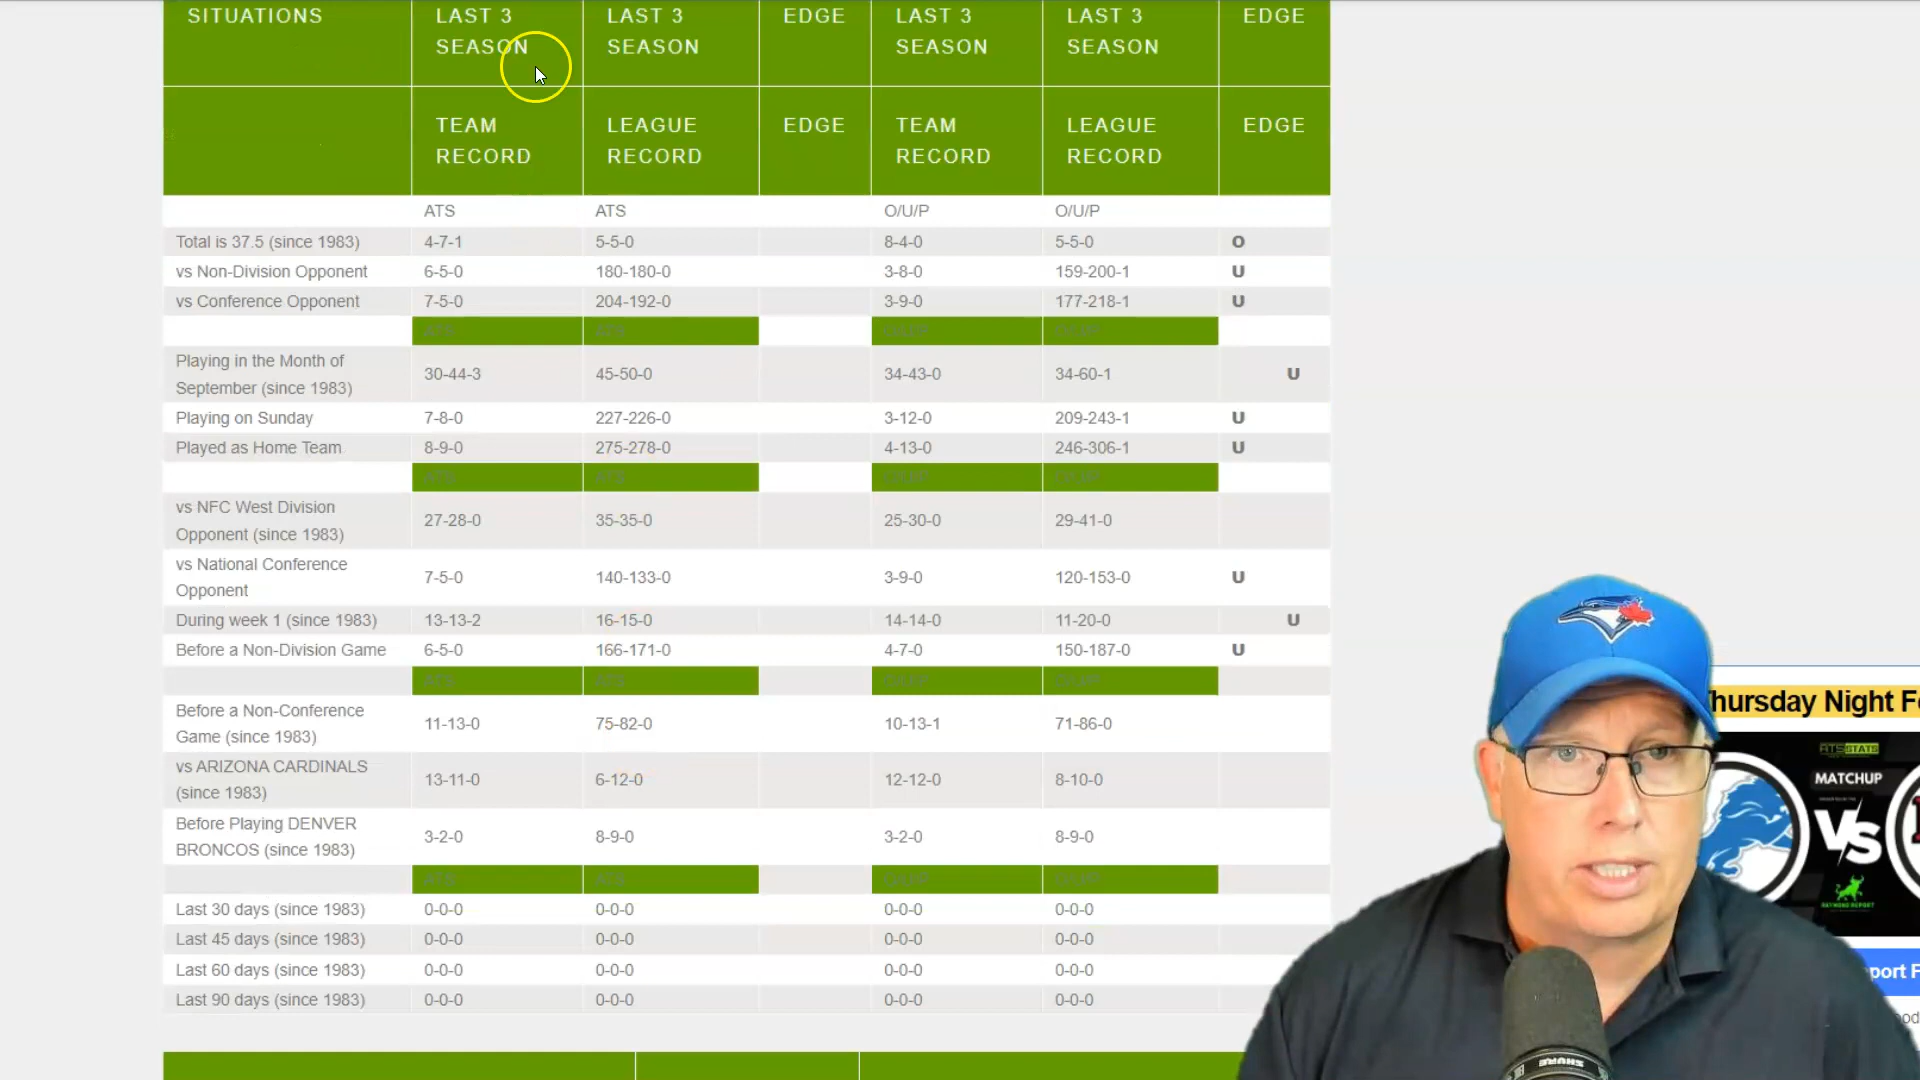 SITUATIONS
LAST 3 SEASON
LAST 3 SEASON
EDGE
LAST 3 SEASON
LAST 3 SEASON
EDGE
TEAM RECORD
LEAGUE RECORD
EDGE
TEAM RECORD
LEAGUE RECORD
EDGE
ATS ATS O/U/P O/U/P
Total is 37.5 (since 1983) 4-7-1 5-5-0 8-4-0 5-5-0 O
vs Non-Division Opponent 6-5-0 180-180-0 3-8-0 159-200-1 U
vs Conference Opponent 7-5-0 204-192-0 3-9-0 177-218-1 U
ATS ATS O/U/P O/U/P
Playing in the Month of
September (since 1983) 30-44-3 45-50-0 34-43-0 34-60-1 U
Playing on Sunday 7-8-0 227-226-0 3-12-0 209-243-1 U
Played as Home Team 8-9-0 275-278-0 4-13-0 246-306-1 U
ATS ATS O/U/P O/U/P
vs NFC West Division
Opponent (since 1983) 27-28-0 35-35-0 25-30-0 29-41-0
vs National Conference
Opponent 7-5-0 140-133-0 3-9-0 120-153-0 U
During week 1 (since 1983) 13-13-2 16-15-0 14-14-0 11-20-0 U
Before a Non-Division Game 6-5-0 166-171-0 4-7-0 150-187-0 U
ATS ATS O/U/P O/U/P
Before a Non-Conference
Game (since 1983) 11-13-0 75-82-0 10-13-1 71-86-0
vs ARIZONA CARDINALS
(since 1983) 13-11-0 6-12-0 12-12-0 8-10-0
Before Playing DENVER
BRONCOS (since 1983) 3-2-0 8-9-0 3-2-0 8-9-0
ATS ATS O/U/P O/U/P
Last 30 days (since 1983) 0-0-0 0-0-0 0-0-0 0-0-0
Last 45 days (since 1983) 0-0-0 0-0-0 0-0-0 0-0-0
Last 60 days (since 1983) 0-0-0 0-0-0 0-0-0 0-0-0
Last 90 days (since 1983) 0-0-0 0-0-0 0-0-0 0-0-0
hursday Night F
ATSSTATS
MATCHUP
VS
RAYMOND REPORT
port F
SHURE